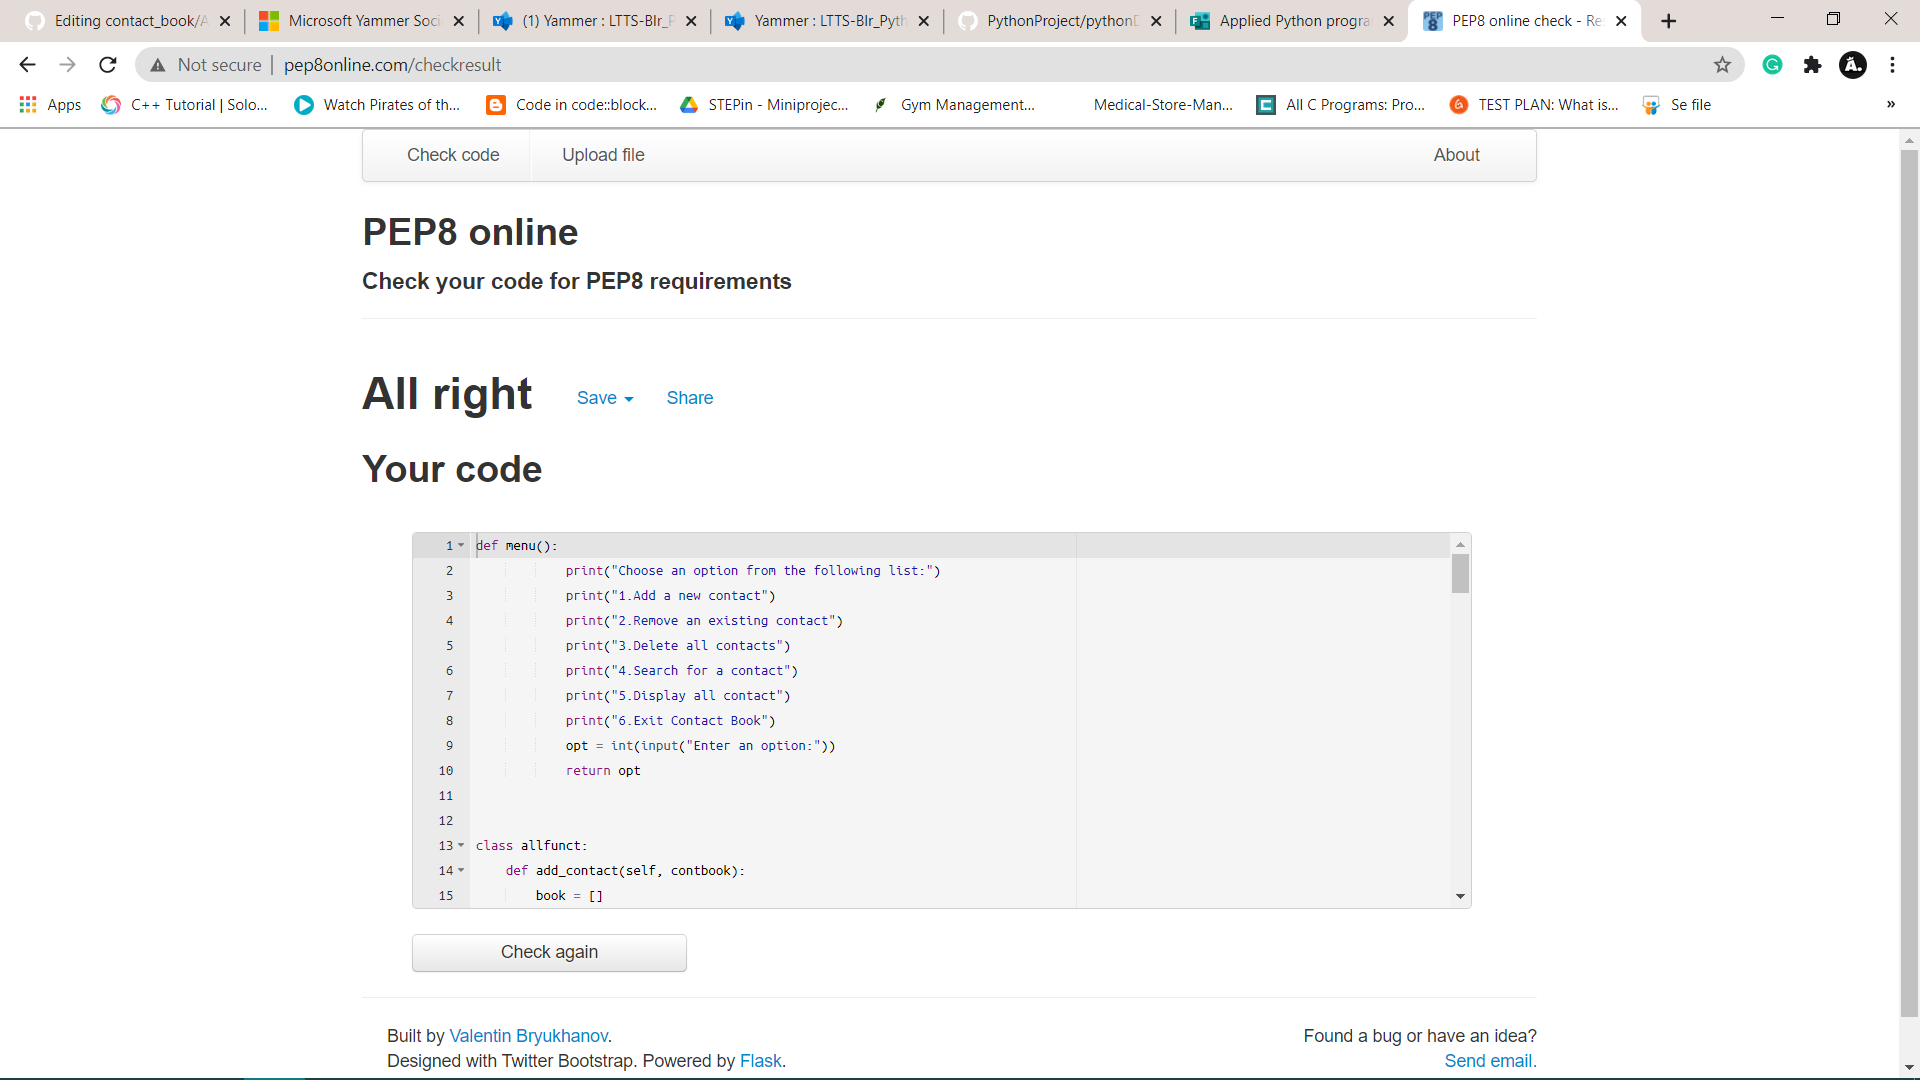 Editing contact_book/A
Microsoft Yammer Soci
(1) Yammer : LTTS-Blr_P
Yammer : LTTS-Blr_Pyth
PythonProject/pythonD
Applied Python progra
PEP8 online check - Re
Not secure | pep8online.com/checkresult
Apps
C++ Tutorial | Solo...
Watch Pirates of th...
Code in code::block...
STEPin - Miniprojec...
Gym Management...
Medical-Store-Man...
All C Programs: Pro...
TEST PLAN: What is...
Se file
»
Check code
Upload file
About
PEP8 online
Check your code for PEP8 requirements
All right
Save
Share
Your code
1 def menu():
2 print("Choose an option from the following list:")
3 print("1.Add a new contact")
4 print("2.Remove an existing contact")
5 print("3.Delete all contacts")
6 print("4.Search for a contact")
7 print("5.Display all contact")
8 print("6.Exit Contact Book")
9 opt = int(input("Enter an option:"))
10 return opt
11
12
13 class allfunct:
14 def add_contact(self, contbook):
15 book = []
Check again
Built by Valentin Bryukhanov.
Designed with Twitter Bootstrap. Powered by Flask.
Found a bug or have an idea?
Send email.